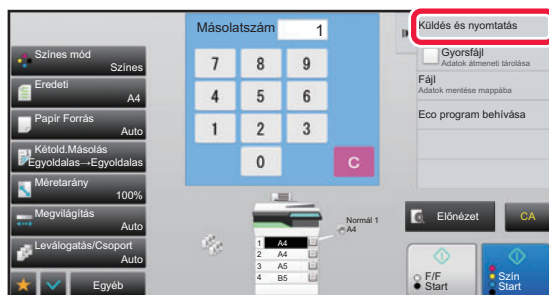 Másolatszám
1
Színes mód
Színes
Eredeti
A4
Papír Forrás
Auto
Kétold.Másolás
Egyoldalas→Egyoldalas
Méretarány
100%
Megvilágítás
Auto
Leválogatás/Csoport
Auto
Egyéb
7 8 9
4 5 6
1 2 3
0 C
Normál 1
A4
1 A4
2 A4
3 A5
4 B5
Küldés és nyomtatás
Gyorsfájl
Adatok átmeneti tárolása
Fájl
Adatok mentése mappába
Eco program behívása
Előnézet
CA
F/F
Start
Szín
Start